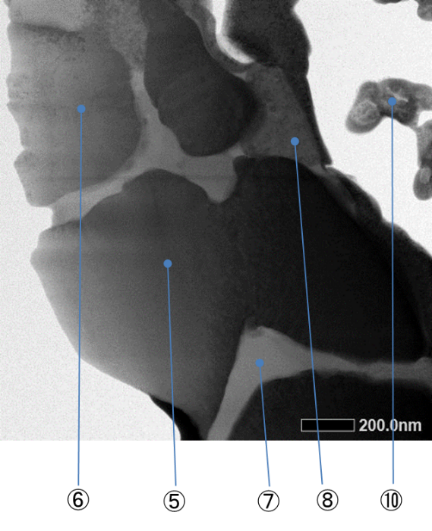 200.0nm
⑥ ⑤ ⑦ ⑧ ⑩